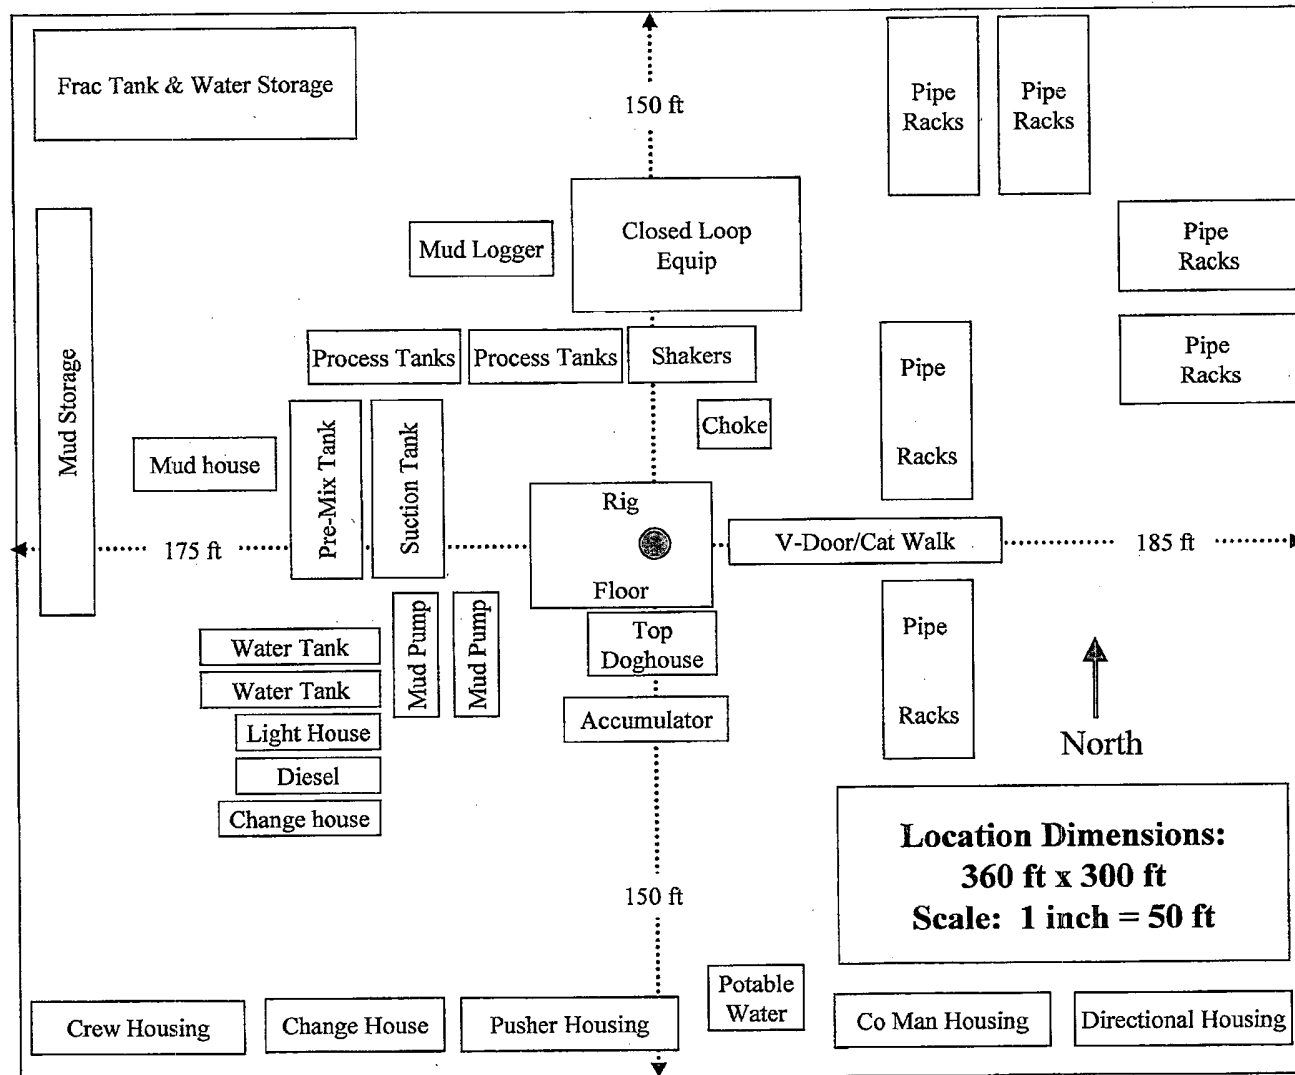 Frac Tank & Water Storage
150 ft
Pipe
Racks
Pipe
Racks
Mud Logger
Closed Loop
Equip
Pipe
Racks
Process Tanks
Process Tanks
Shakers
Pipe
Racks
Pipe
Racks
Mud Storage
Mud house
Pre-Mix Tank
Suction Tank
Choke
Rig
Floor
175 ft
V-Door/Cat Walk
185 ft
Water Tank
Water Tank
Light House
Diesel
Change house
Mud Pump
Mud Pump
Top
Doghouse
Accumulator
Pipe
Racks
North
150 ft
Location Dimensions:
360 ft x 300 ft
Scale: 1 inch = 50 ft
Crew Housing
Change House
Pusher Housing
Potable
Water
Co Man Housing
Directional Housing